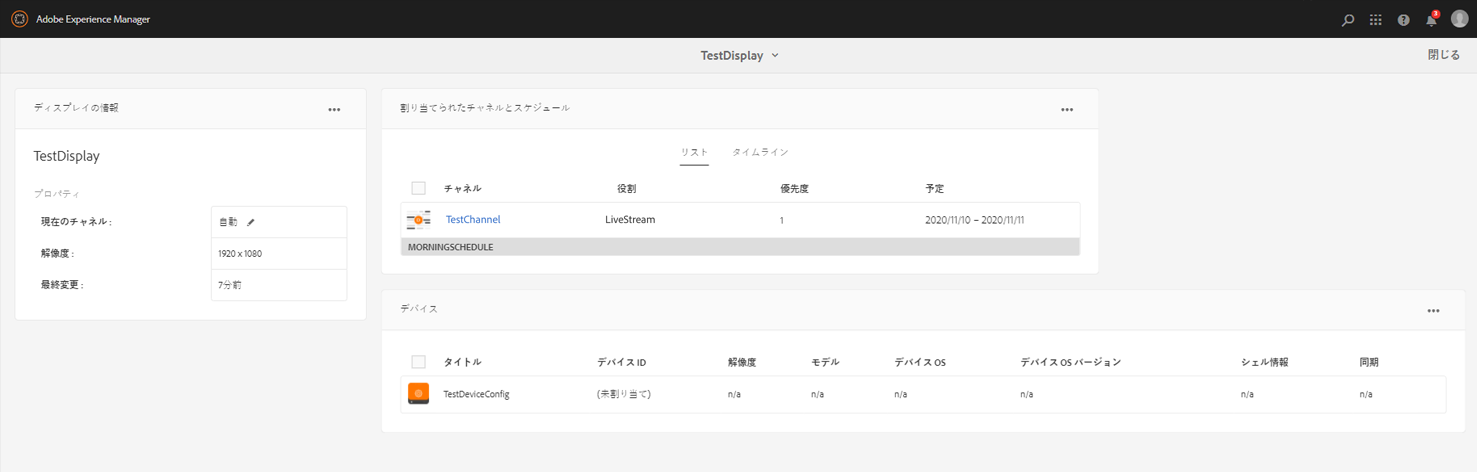 Adobe Experience Manager
3
TestDisplay
閉じる
ディスプレイの情報
TestDisplay
プロパティ
現在のチャネル :
自動
解像度 :
1920 x 1080
最終変更 :
7分前
割り当てられたチャネルとスケジュール
リスト タイムライン
チャネル 役割 優先度 予定
TestChannel LiveStream 1 2020/11/10 – 2020/11/11
MORNINGSCHEDULE
デバイス
タイトル デバイス ID 解像度 モデル デバイス OS デバイス OS バージョン シェル情報 同期
TestDeviceConfig (未割り当て) n/a n/a n/a n/a n/a n/a